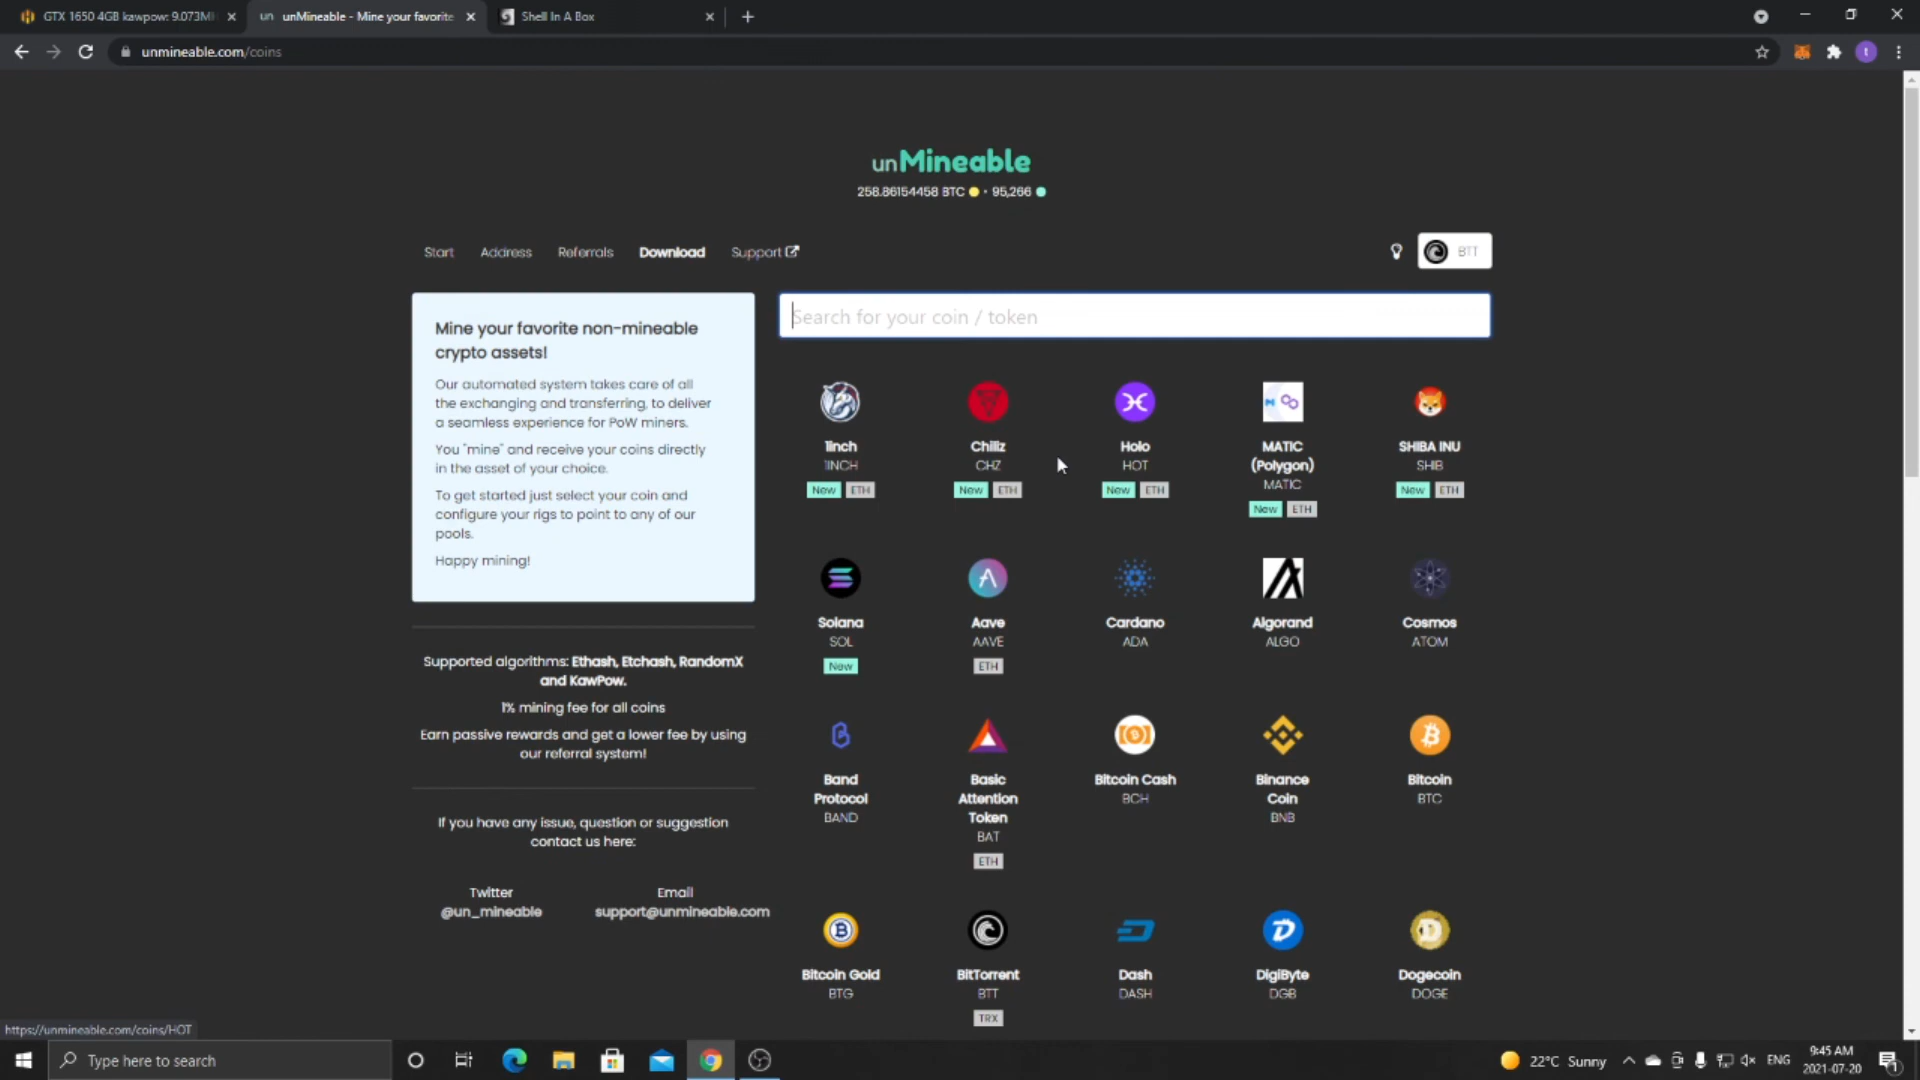 GTX 1650 4GB kawpow: 9.073M
unMineable - Mine your favorite
Shell In A Box
unmineable.com/coins
unMineable
258.86154458 BTC • 95,266
Start
Address
Referrals
Download
Support
BTT
Mine your favorite non-mineable
crypto assets!
Our automated system takes care of all
the exchanging and transferring, to deliver
a seamless experience for PoW miners.
You "mine" and receive your coins directly
in the asset of your choice.
To get started just select your coin and
configure your rigs to point to any of our
pools.
Happy mining!
Supported algorithms: Ethash, Etchash, RandomX
and KawPow.
1% mining fee for all coins
Earn passive rewards and get a lower fee by using
our referral system!
If you have any issue, question or suggestion
contact us here:
Twitter
@un_mineable
Email
support@unmineable.com
Search for your coin / token
1inch
1INCH
New ETH
Chiliz
CHZ
New ETH
Holo
HOT
New ETH
MATIC
(Polygon)
MATIC
New ETH
SHIBA INU
SHIB
New ETH
Solana
SOL
New
Aave
AAVE
ETH
Cardano
ADA
Algorand
ALGO
Cosmos
ATOM
Band
Protocol
BAND
Basic
Attention
Token
BAT
ETH
Bitcoin Cash
BCH
Binance
Coin
BNB
Bitcoin
BTC
Bitcoin Gold
BTG
BitTorrent
BTT
TRX
Dash
DASH
DigiByte
DGB
Dogecoin
DOGE
https://unmineable.com/coins/HOT
Type here to search
22°C Sunny
ENG
9:45 AM
2021-07-20